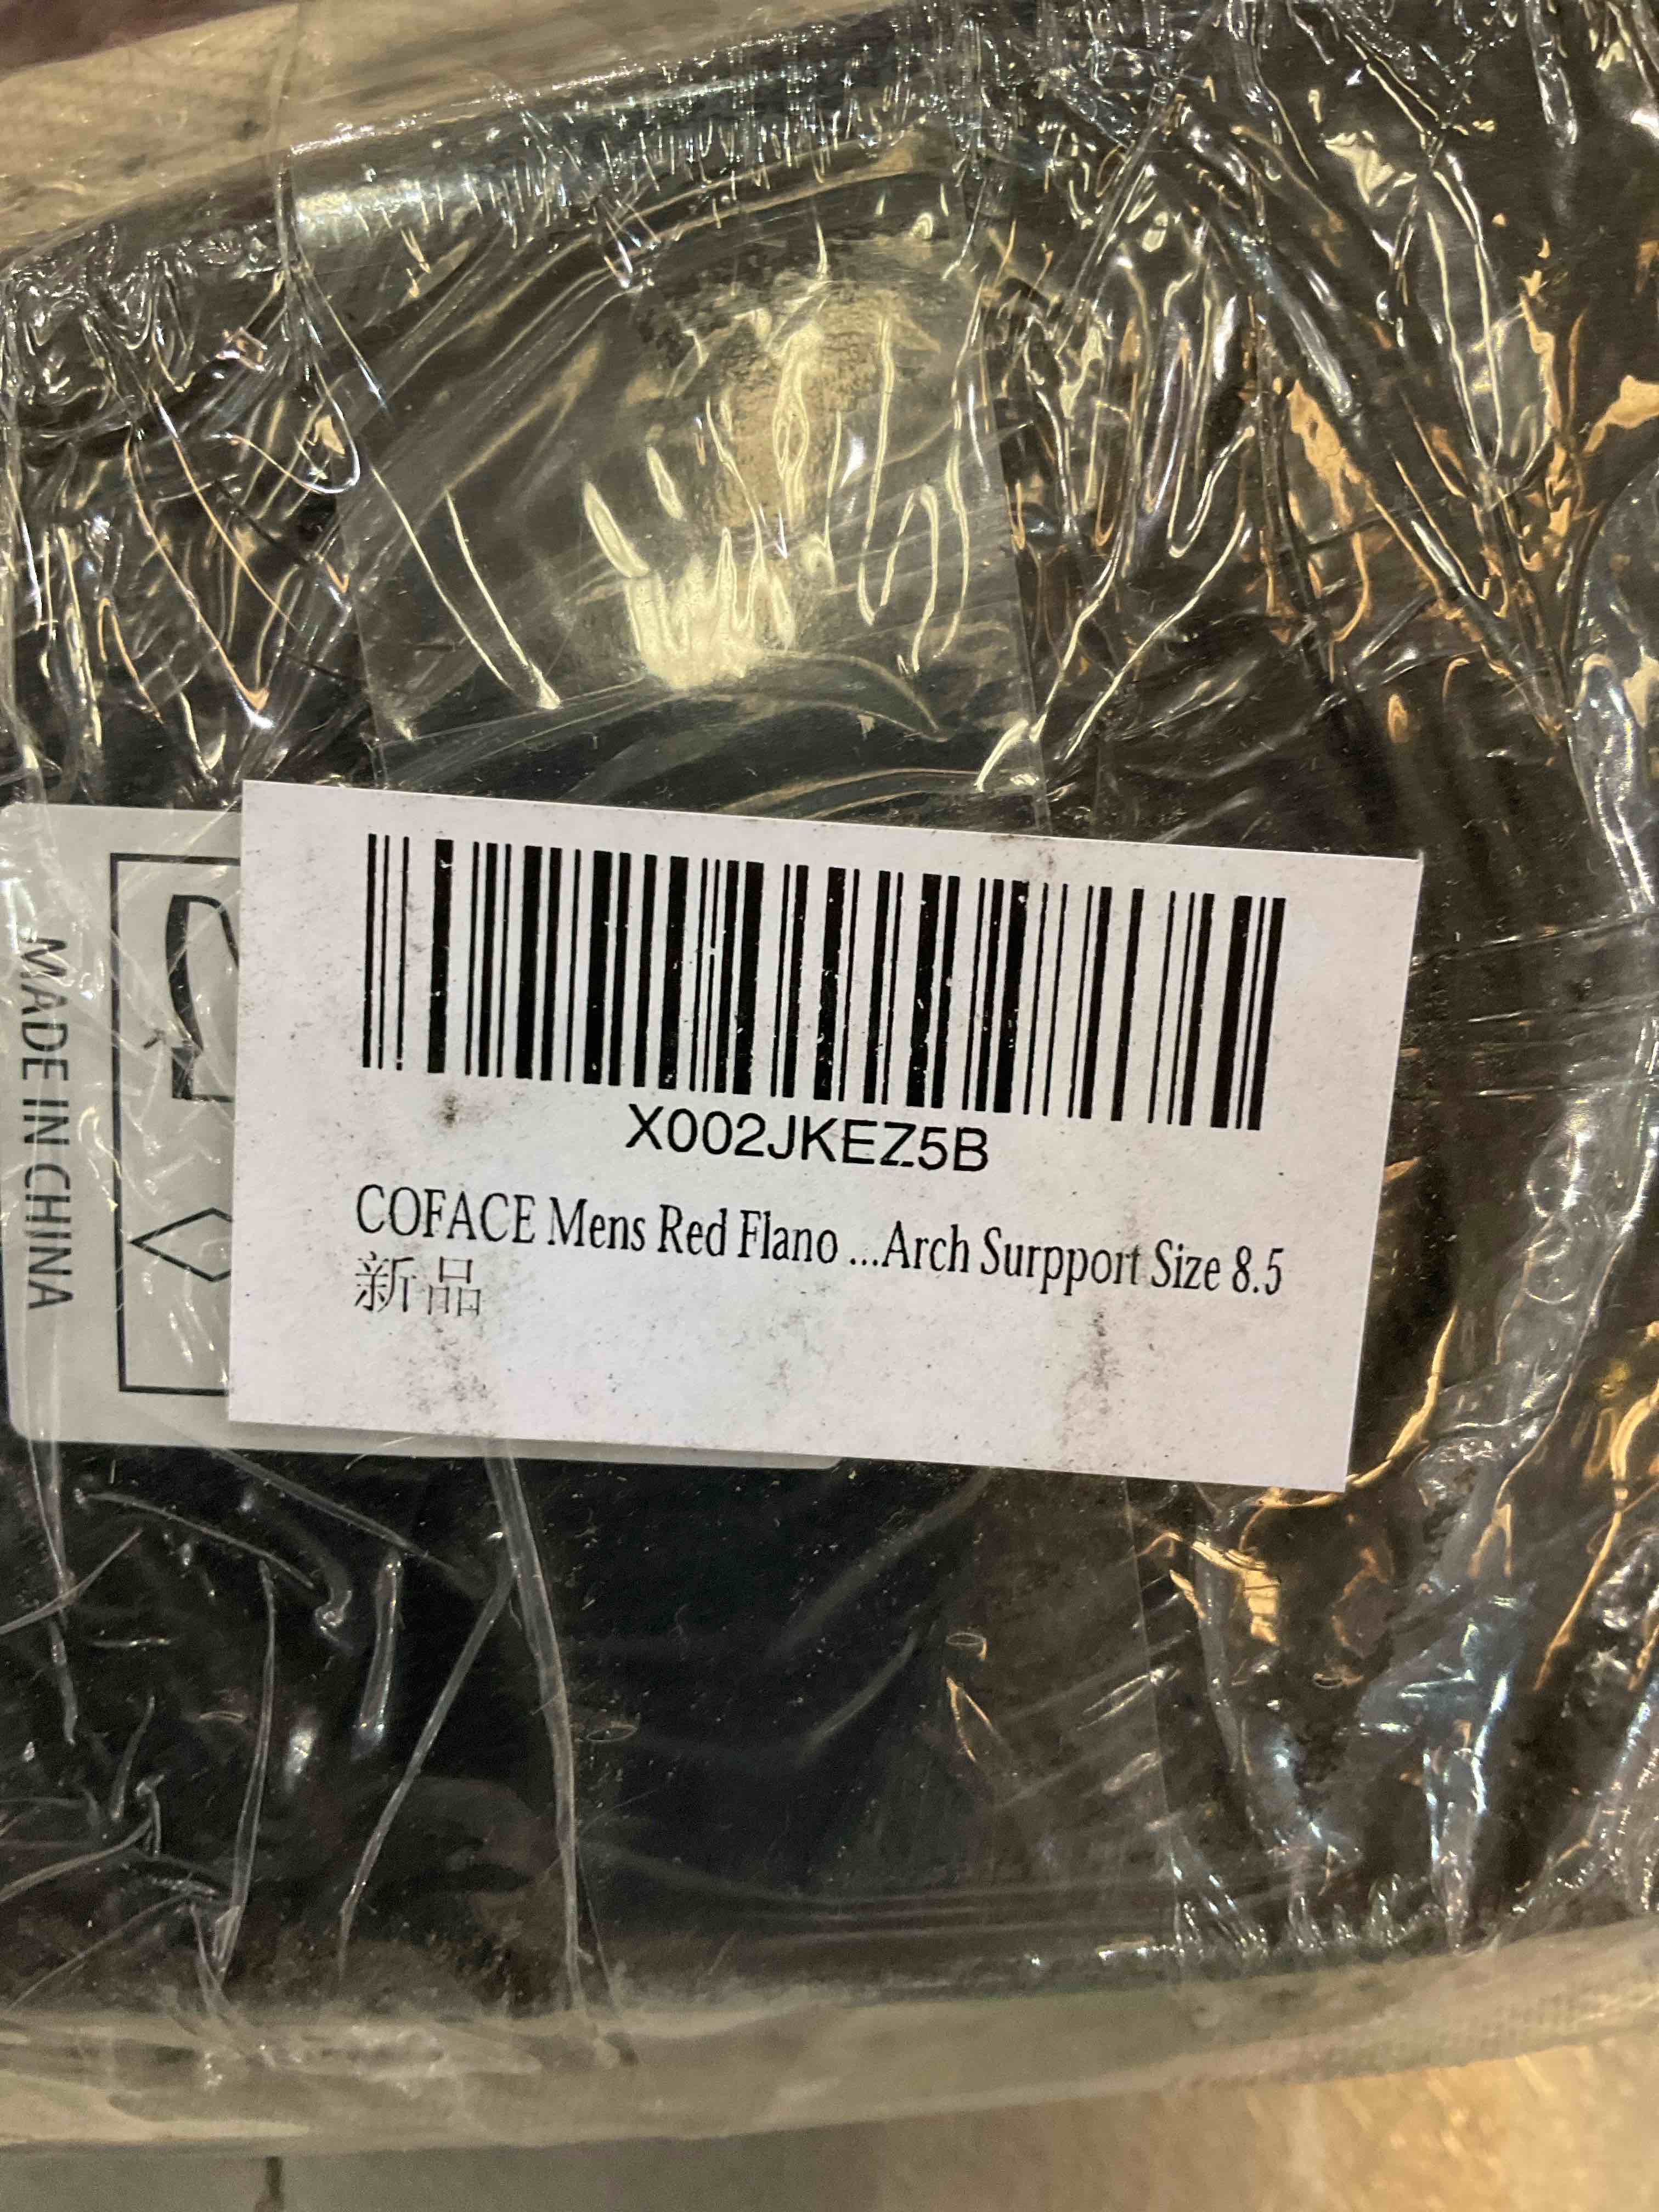 X002JKEZ5B
COFACE Mens Red Flano ...Arch Surpport Size 8.5
新品
MADE IN CHINA